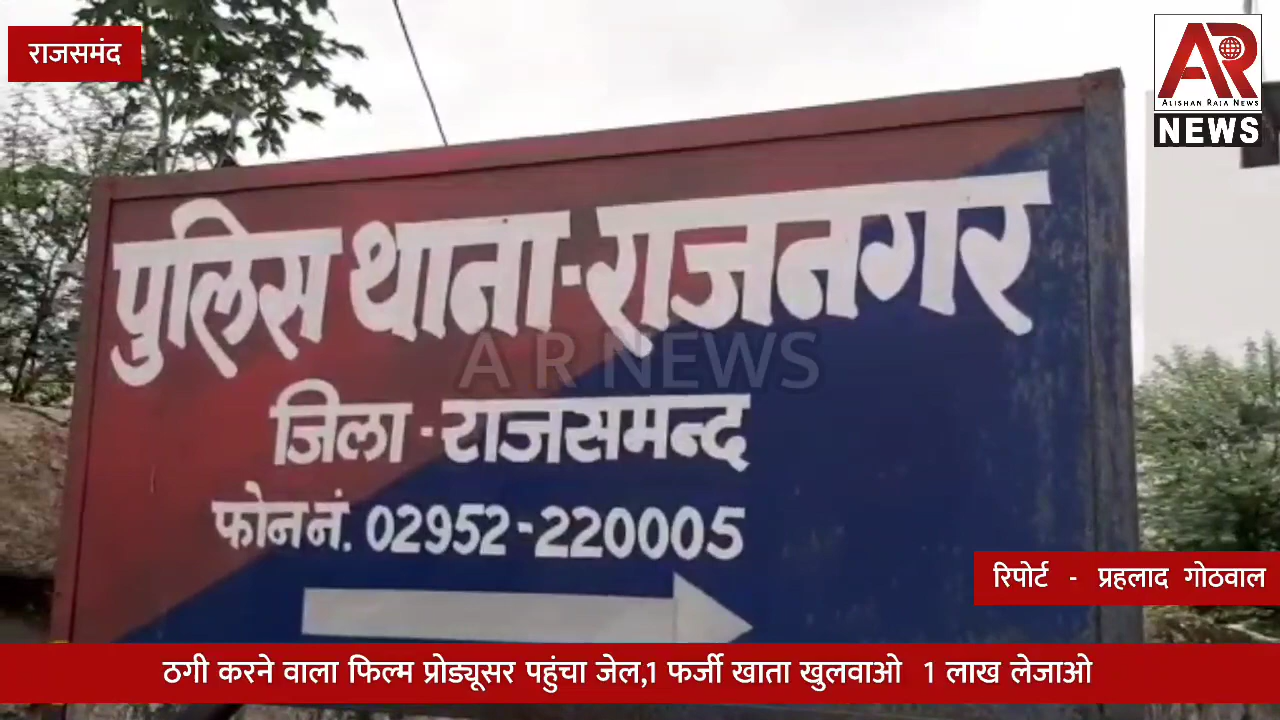 राजसमंद
AR
ALISHAN RAJA NEWS
NEWS
पुलिस थाना-राजनगर
A R NEWS
जिला-राजसमन्द
फोन नं. 02952-220005
रिपोर्ट - प्रहलाद गोठवाल
ठगी करने वाला फिल्म प्रोड्यूसर पहुंचा जेल,1 फर्जी खाता खुलवाओ 1 लाख लेजाओ